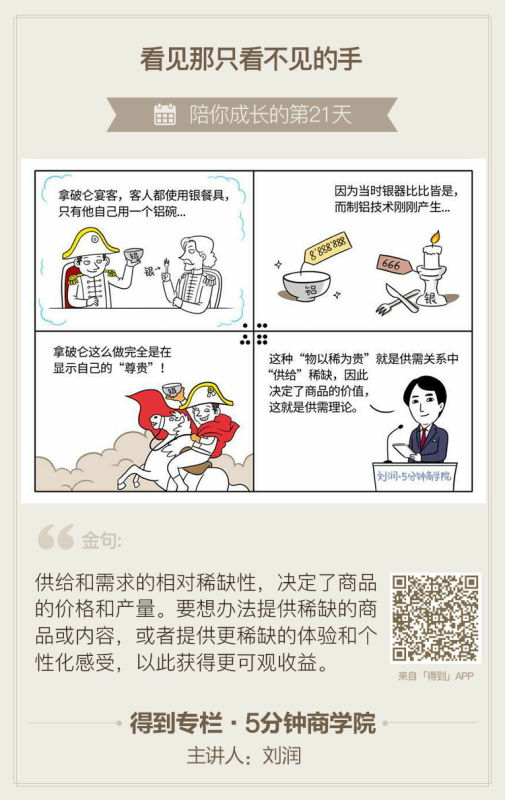 看见那只看不见的手
陪你成长的第21天
拿破仑宴客，客人都使用银餐具，
只有他自己用一个铝碗...
铝
银
因为当时银器比比皆是，
而制铝技术刚刚产生...
8,888,888
铝
666
银
拿破仑这么做完全是在
显示自己的“尊贵”！
铝
这种“物以稀为贵”就是供需关系中
“供给”稀缺，因此
决定了商品的价值，
这就是供需理论。
刘润·5分钟商学院
金句:
供给和需求的相对稀缺性，决定了商品
的价格和产量。要想办法提供稀缺的商
品或内容，或者提供更稀缺的体验和个
性化感受，以此获得更可观收益。
来自「得到」APP
得到专栏·5分钟商学院
主讲人：刘润